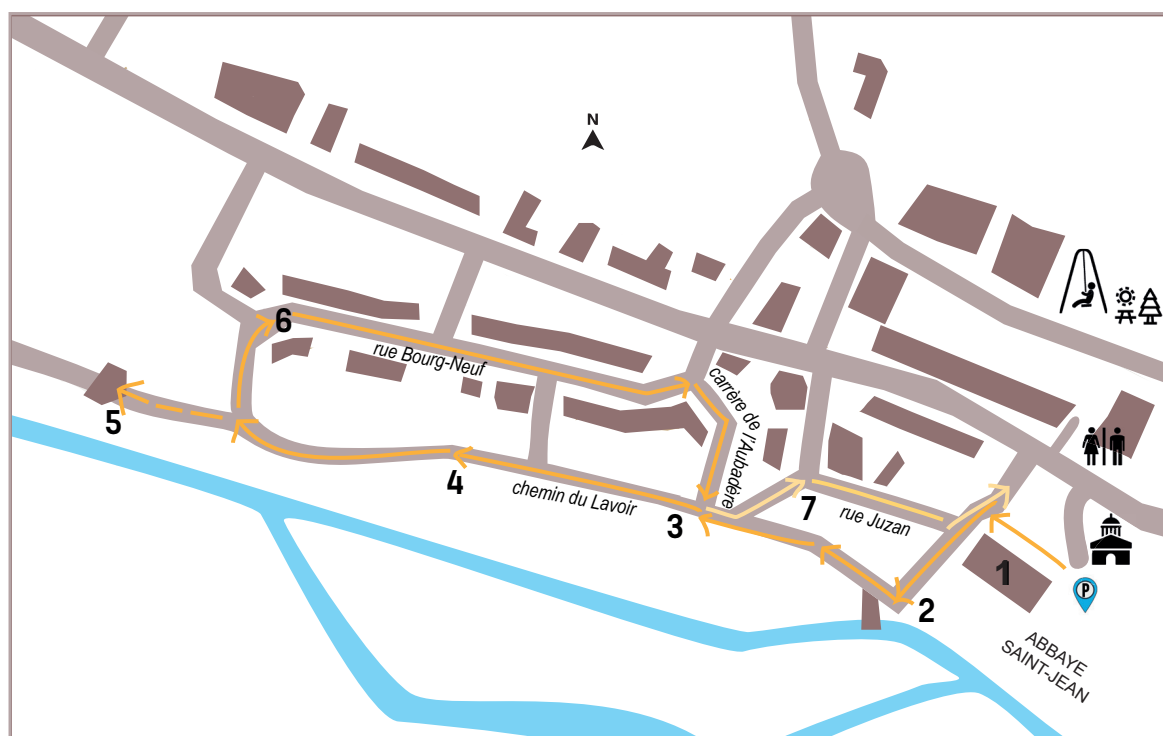 N
6
rue Bourg-Neuf
carrère de l'Aubadère
5
4
chemin du Lavoir
3
7
rue Juzan
1
P
2
ABBAYE
SAINT-JEAN